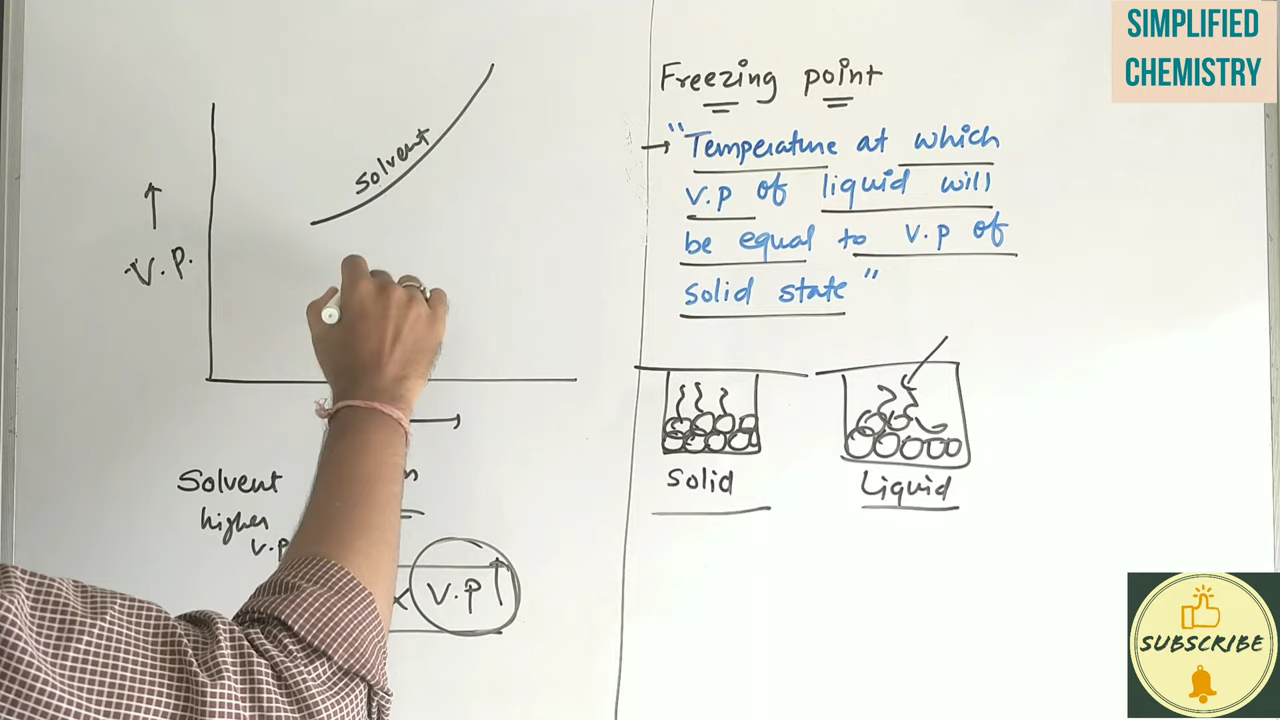 Solvent
V.P.
Solvent
higher
v.p
n
V.P
Freezing point
"Temperature at which
v.p of liquid will
be equal to v.p of
solid state"
Solid
Liquid
SIMPLIFIED
CHEMISTRY
SUBSCRIBE